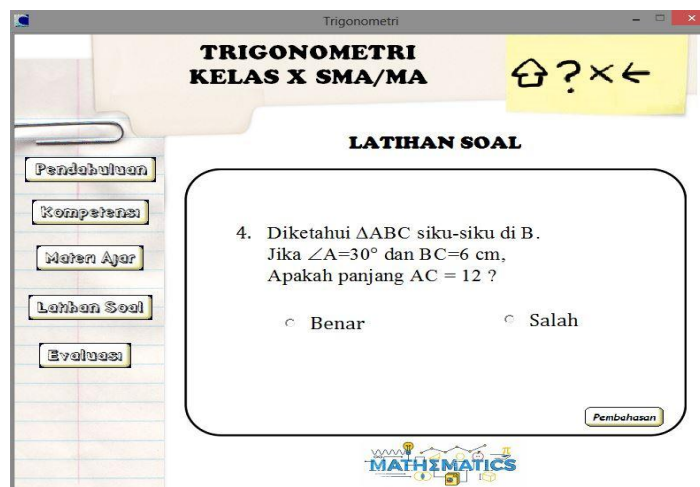 Trigonometri
TRIGONOMETRI
KELAS X SMA/MA
LATIHAN SOAL
Pendahuluan
Kompetensi
Materi Ajar
Latihan Soal
Evaluasi
4. Diketahui ΔABC siku-siku di B.
Jika ∠A=30° dan BC=6 cm,
Apakah panjang AC = 12 ?
Benar
Salah
Pembahasan
MATHEMATICS